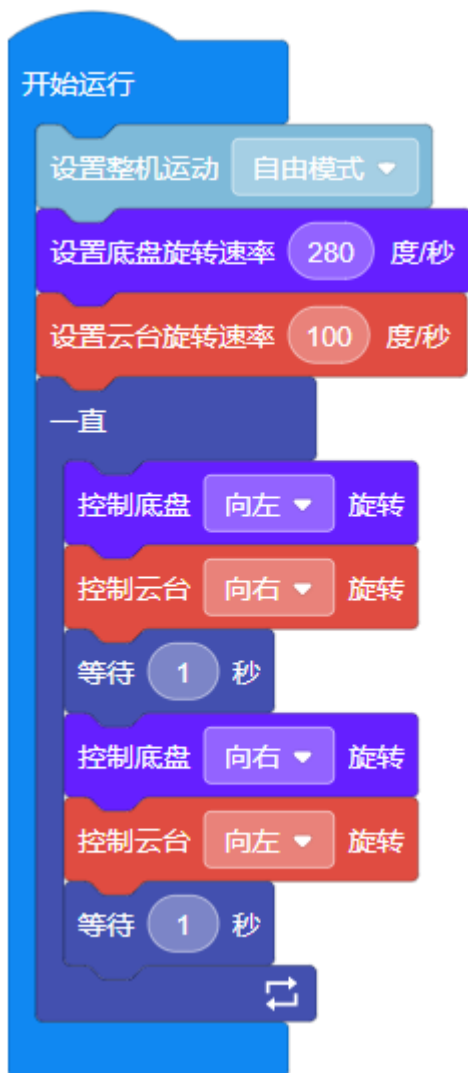 开始运行
设置整机运动 自由模式
设置底盘旋转速率 280 度/秒
设置云台旋转速率 100 度/秒
一直
控制底盘 向左 旋转
控制云台 向右 旋转
等待 1 秒
控制底盘 向右 旋转
控制云台 向左 旋转
等待 1 秒